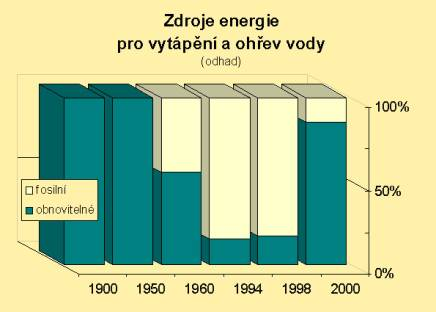 Zdroje energie
pro vytápění a ohřev vody
(odhad)
100%
fosilní
50%
obnovitelné
0%
1900 1950 1960 1994 1998 2000